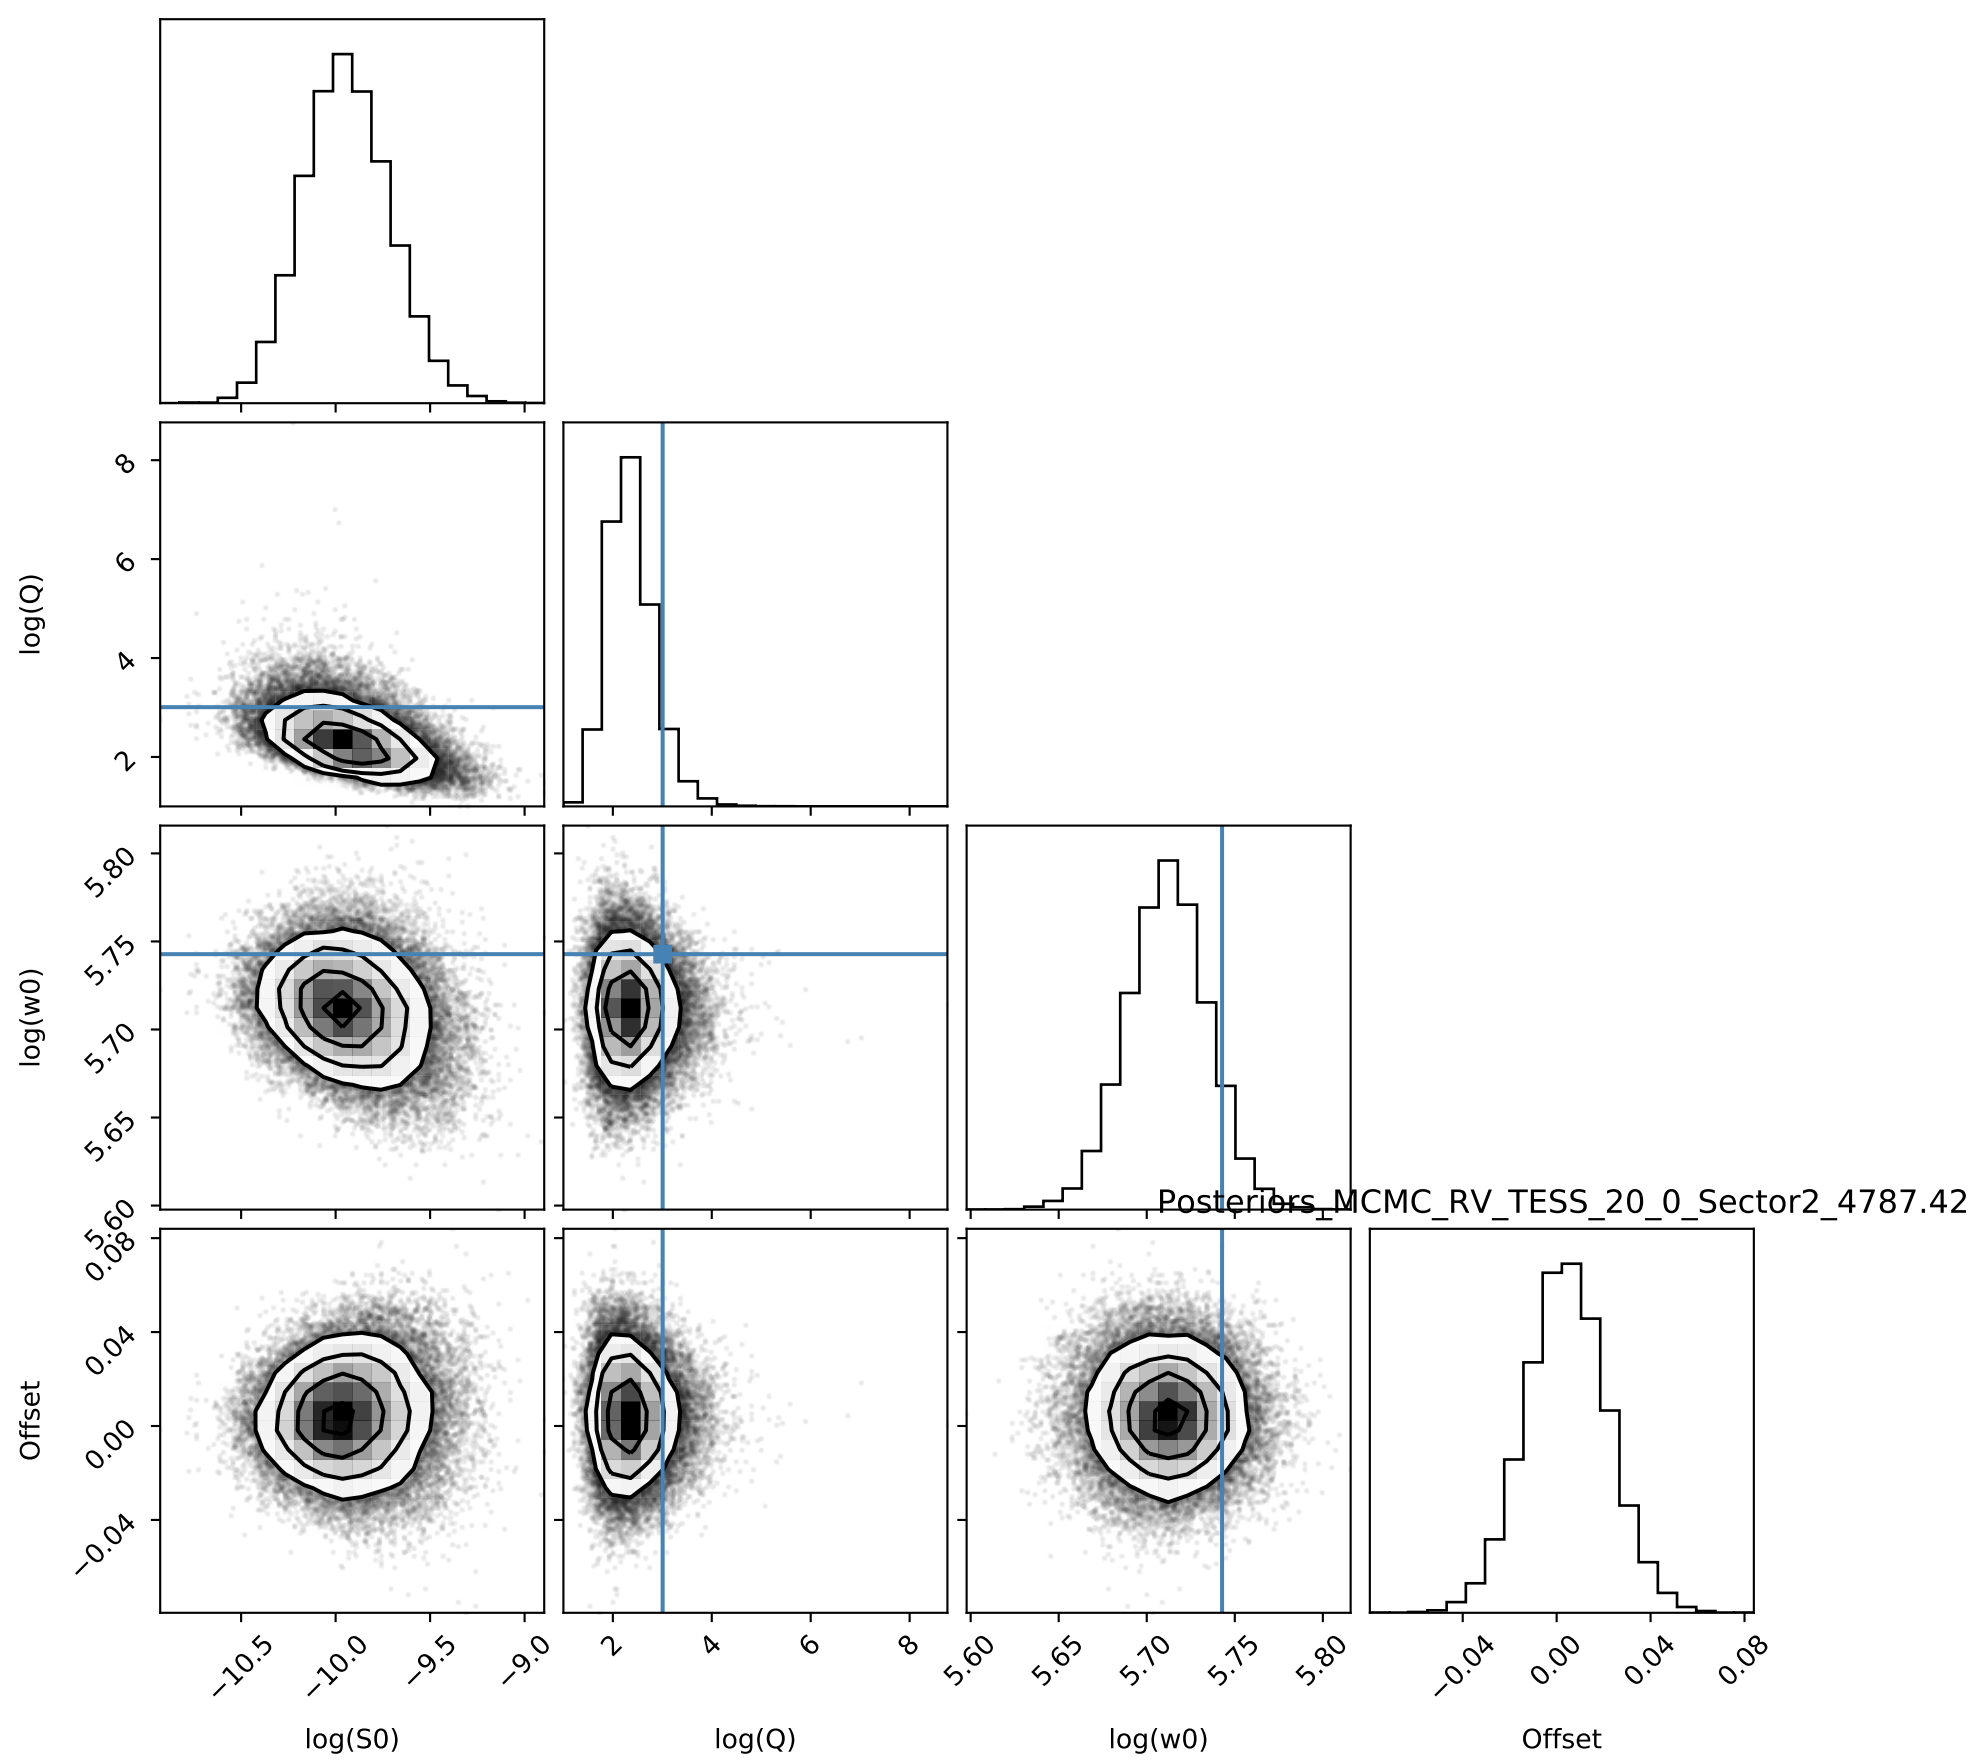 8
6
4
2
log(Q)
5.80
5.75
5.70
5.65
5.60
log(w0)
Posteriors_MCMC_RV_TESS_20_0_Sector2_4787.42
0.08
0.04
0.00
−0.04
Offset
−10.5 −10.0 −9.5 −9.0 2 4 6 8 5.60 5.65 5.70 5.75 5.80 −0.04 0.00 0.04 0.08
log(S0) log(Q) log(w0) Offset